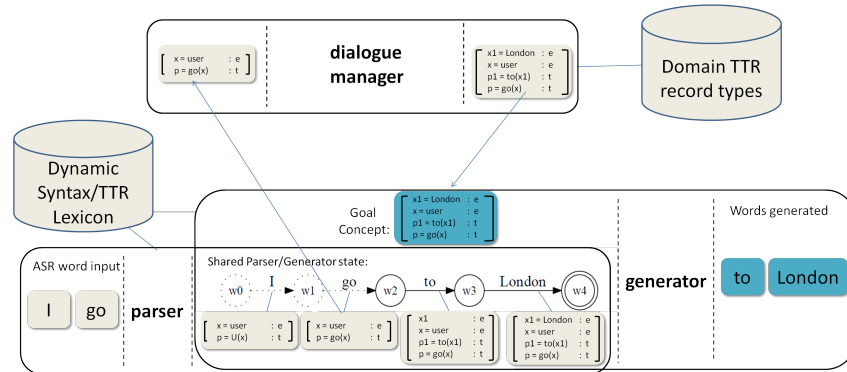 x = user : e
p = go(x) : t
dialogue
manager
x1 = London : e
x = user : e
p1 = to(x1) : t
p = go(x) : t
Domain TTR
record types
Dynamic
Syntax/TTR
Lexicon
Goal
Concept:
x1 = London : e
x = user : e
p1 = to(x1) : t
p = go(x) : t
Words generated
to London
generator
ASR word input
I go
parser
Shared Parser/Generator state:
w0 I w1 go w2 to w3 London w4
x = user : e
p = U(x) : t
x = user : e
p = go(x) : t
x1 : e
x = user : e
p1 = to(x1) : t
p = go(x) : t
x1 = London : e
x = user : e
p1 = to(x1) : t
p = go(x) : t